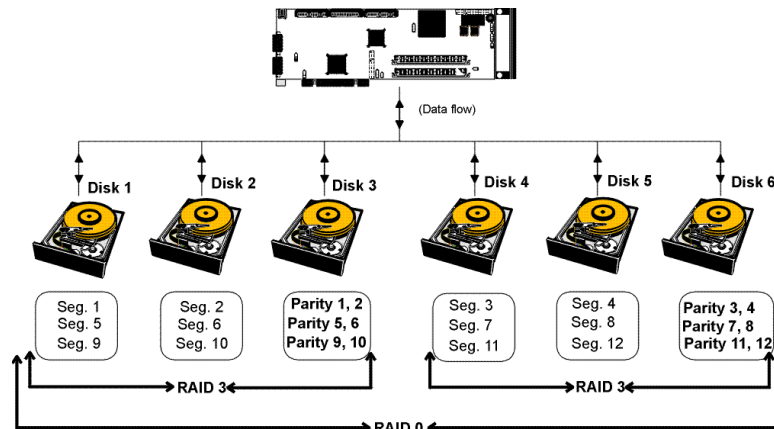 (Data flow)
Disk 1
Disk 2
Disk 3
Disk 4
Disk 5
Disk 6
Seg. 1
Seg. 5
Seg. 9
Seg. 2
Seg. 6
Seg. 10
Parity 1, 2
Parity 5, 6
Parity 9, 10
Seg. 3
Seg. 7
Seg. 11
Seg. 4
Seg. 8
Seg. 12
Parity 3, 4
Parity 7, 8
Parity 11, 12
RAID 3
RAID 3
RAID 0